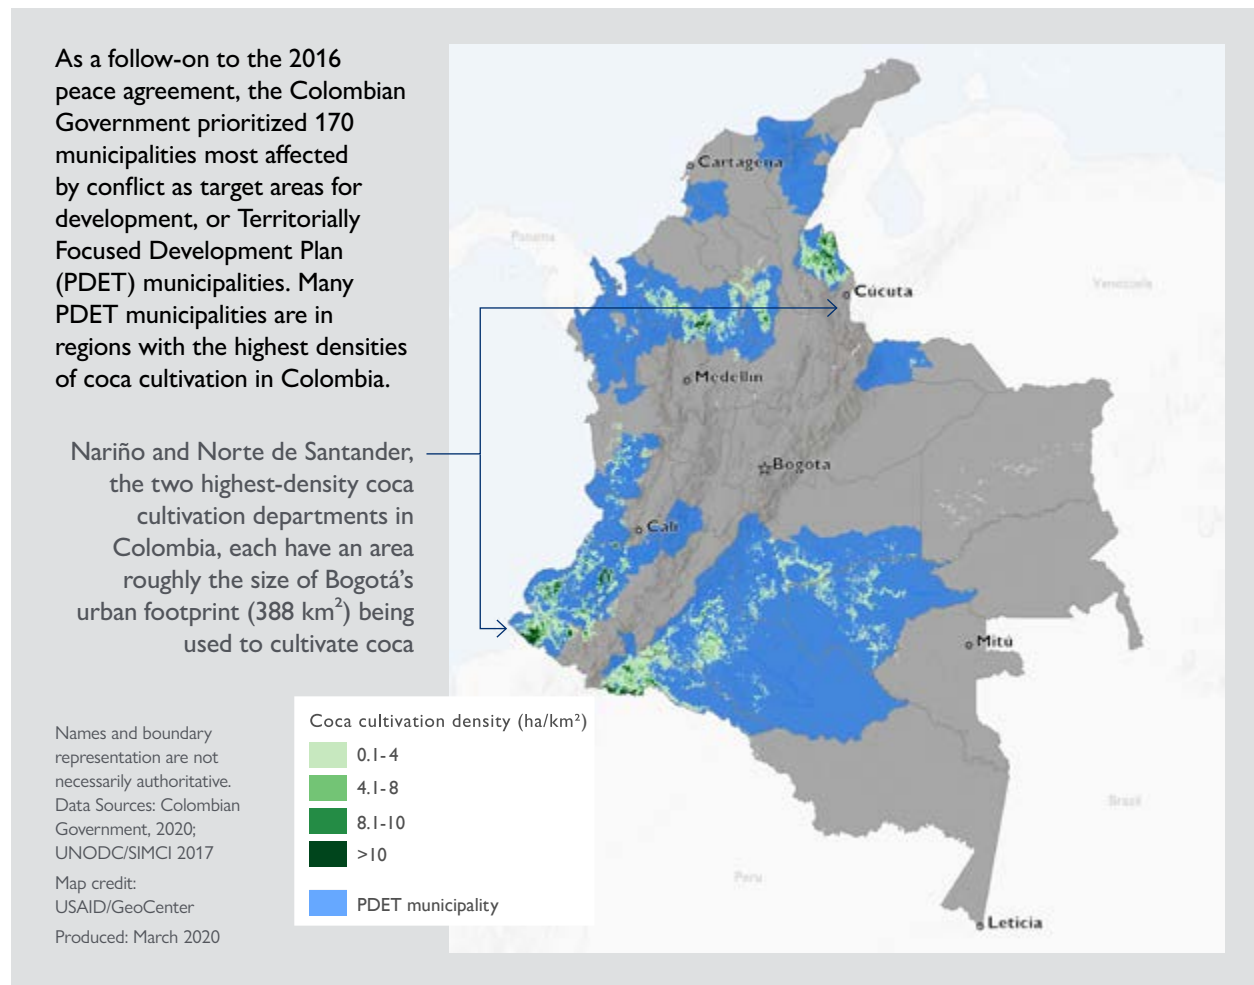 As a follow-on to the 2016
peace agreement, the Colombian
Government prioritized 170
municipalities most affected
by conflict as target areas for
development, or Territorially
Focused Development Plan
(PDET) municipalities. Many
PDET municipalities are in
regions with the highest densities
of coca cultivation in Colombia.
Nariño and Norte de Santander,
the two highest-density coca
cultivation departments in
Colombia, each have an area
roughly the size of Bogotá's
urban footprint (388 km²) being
used to cultivate coca
Names and boundary
representation are not
necessarily authoritative.
Data Sources: Colombian
Government, 2020;
UNODC/SIMCI 2017
Map credit:
USAID/GeoCenter
Produced: March 2020
Coca cultivation density (ha/km²)
0.1-4
4.1-8
8.1-10
>10
PDET municipality
Cartagena
Panama
Cúcuta
Venezuela
Medellin
Bogota
Cali
Mitú
Brazil
Peru
Leticia